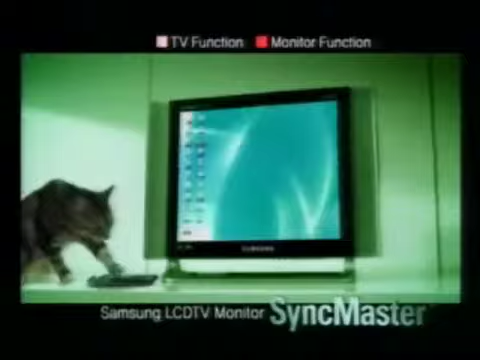 TV Function Monitor Function
SAMSUNG
Samsung LCDTV Monitor SyncMaster